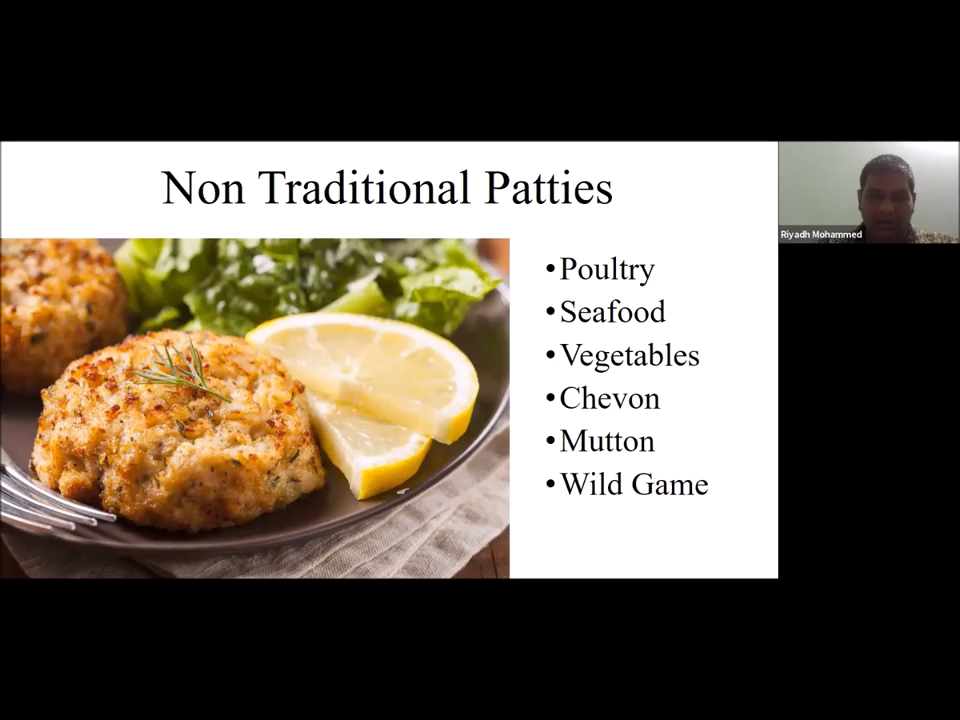 Non Traditional Patties
•Poultry
•Seafood
•Vegetables
•Chevon
•Mutton
•Wild Game
Riyadh Mohammed